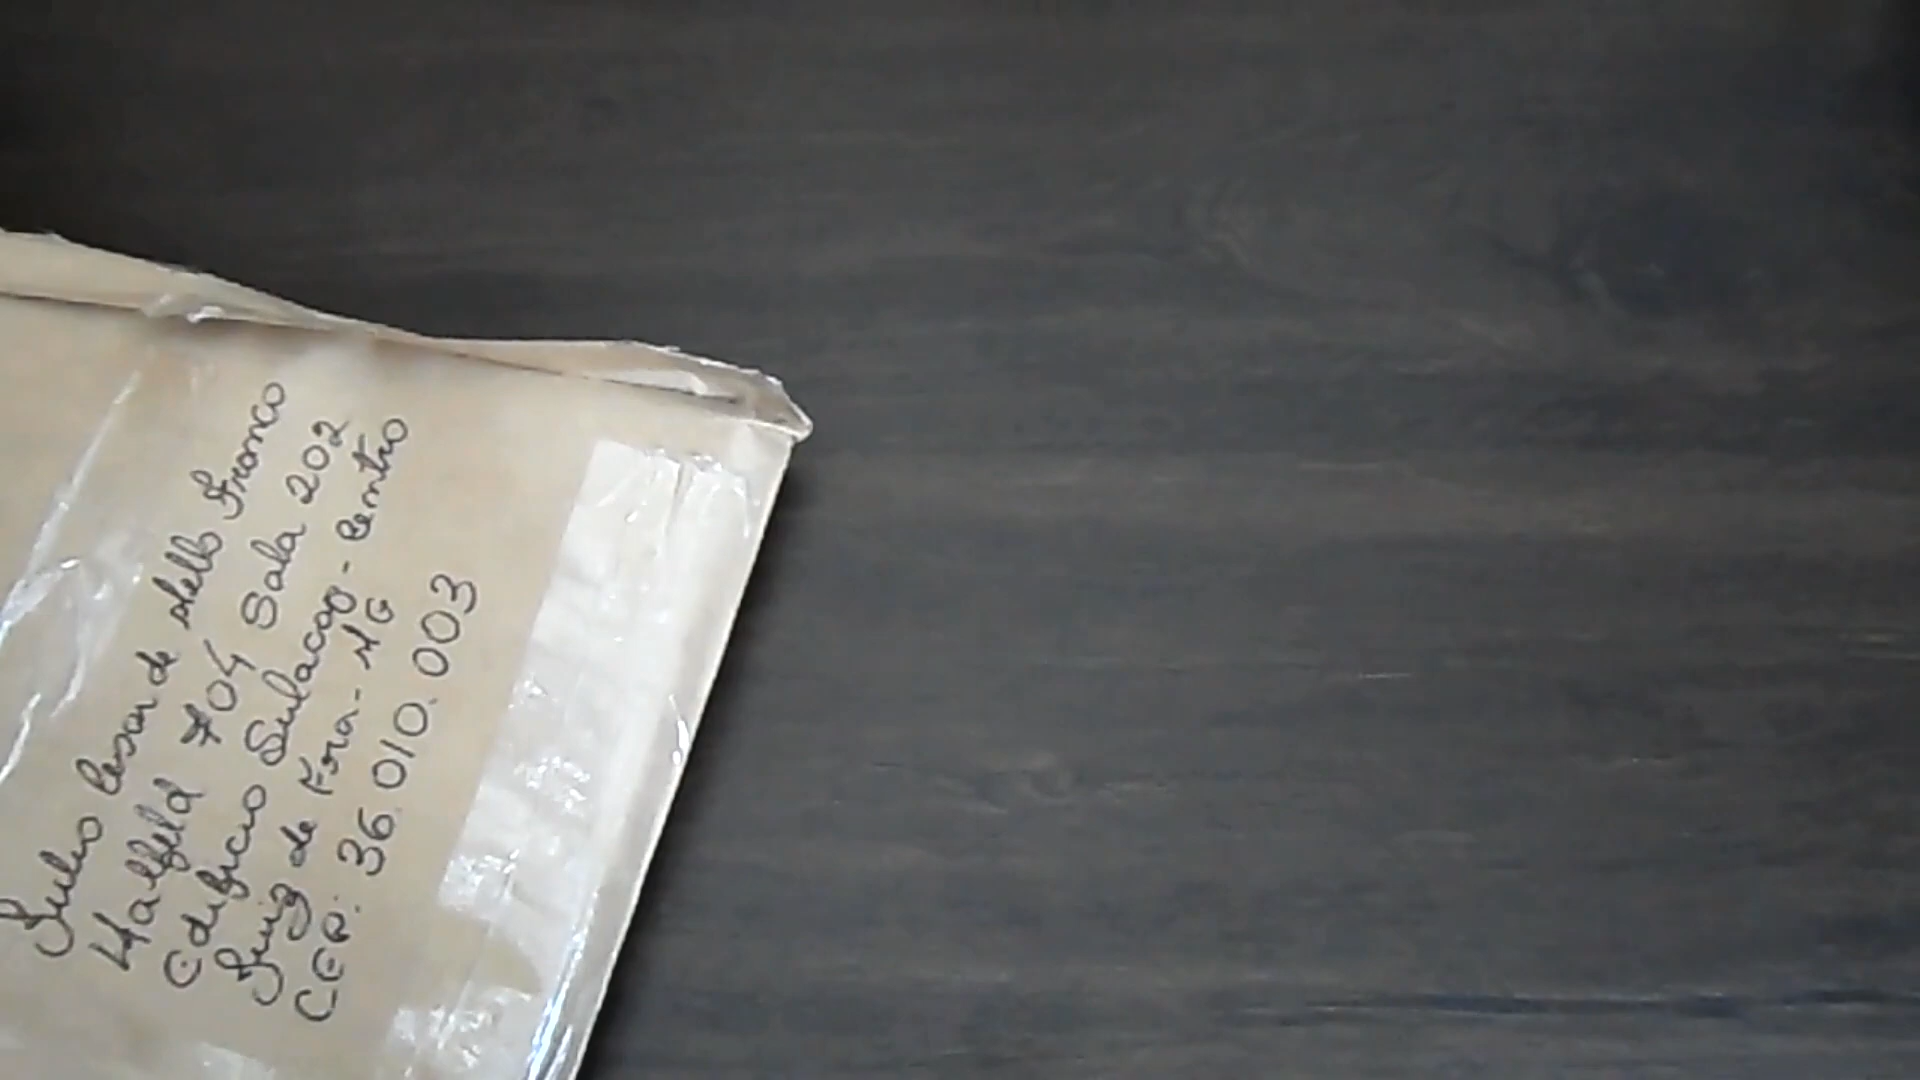 Julio Cesar de Mello Franco
Halfeld 704 Sala 202
Edificio Sulacap - Centro
Juiz de Fora - MG
CEP: 36.010.003